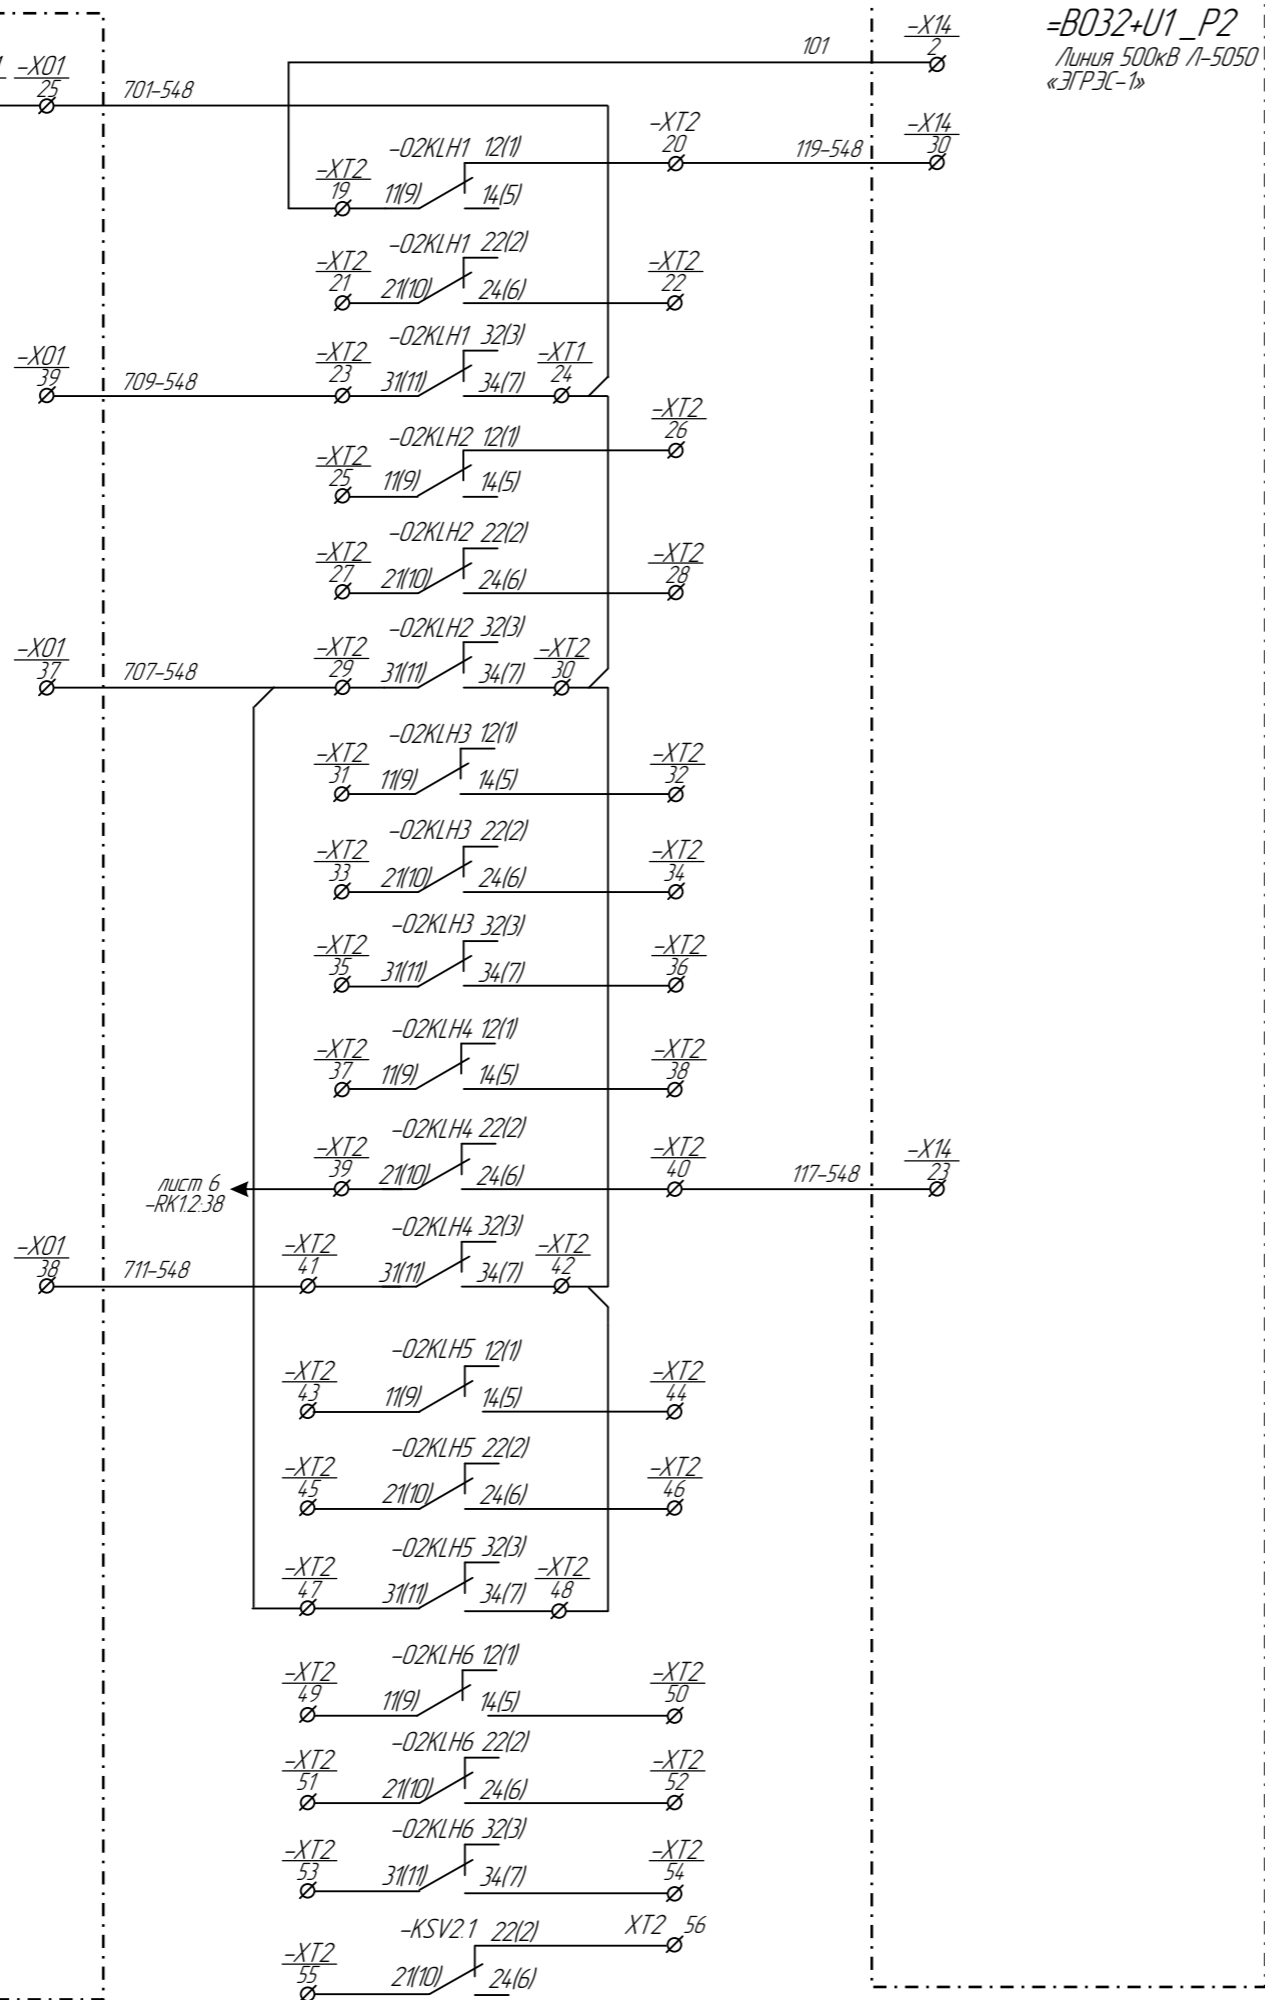 =B032+U1_P2
Линия 500кВ Л-5050
«ЭГРЭС-1»
101
-X14
2
-X01
25
701-548
-XT2
20
119-548
-X14
30
-02KLH1 12(1)
-XT2
19
11(9)
14(5)
-02KLH1 22(2)
-XT2
21
21(10)
24(6)
-XT2
22
-X01
39
709-548
-02KLH1 32(3)
-XT2
23
31(11)
34(7)
-XT1
24
-XT2
26
-02KLH2 12(1)
-XT2
25
11(9)
14(5)
-02KLH2 22(2)
-XT2
27
21(10)
24(6)
-XT2
28
-X01
37
707-548
-02KLH2 32(3)
-XT2
29
31(11)
34(7)
-XT2
30
-02KLH3 12(1)
-XT2
31
11(9)
14(5)
-XT2
32
-02KLH3 22(2)
-XT2
33
21(10)
24(6)
-XT2
34
-02KLH3 32(3)
-XT2
35
31(11)
34(7)
-XT2
36
-02KLH4 12(1)
-XT2
37
11(9)
14(5)
-XT2
38
лист 6
-RK1.2:38
-02KLH4 22(2)
-XT2
39
21(10)
24(6)
-XT2
40
117-548
-X14
23
-X01
38
711-548
-02KLH4 32(3)
-XT2
41
31(11)
34(7)
-XT2
42
-02KLH5 12(1)
-XT2
43
11(9)
14(5)
-XT2
44
-02KLH5 22(2)
-XT2
45
21(10)
24(6)
-XT2
46
-02KLH5 32(3)
-XT2
47
31(11)
34(7)
-XT2
48
-02KLH6 12(1)
-XT2
49
11(9)
14(5)
-XT2
50
-02KLH6 22(2)
-XT2
51
21(10)
24(6)
-XT2
52
-02KLH6 32(3)
-XT2
53
31(11)
34(7)
-XT2
54
-KSV2.1 22(2)
XT2 56
-XT2
55
21(10)
24(6)